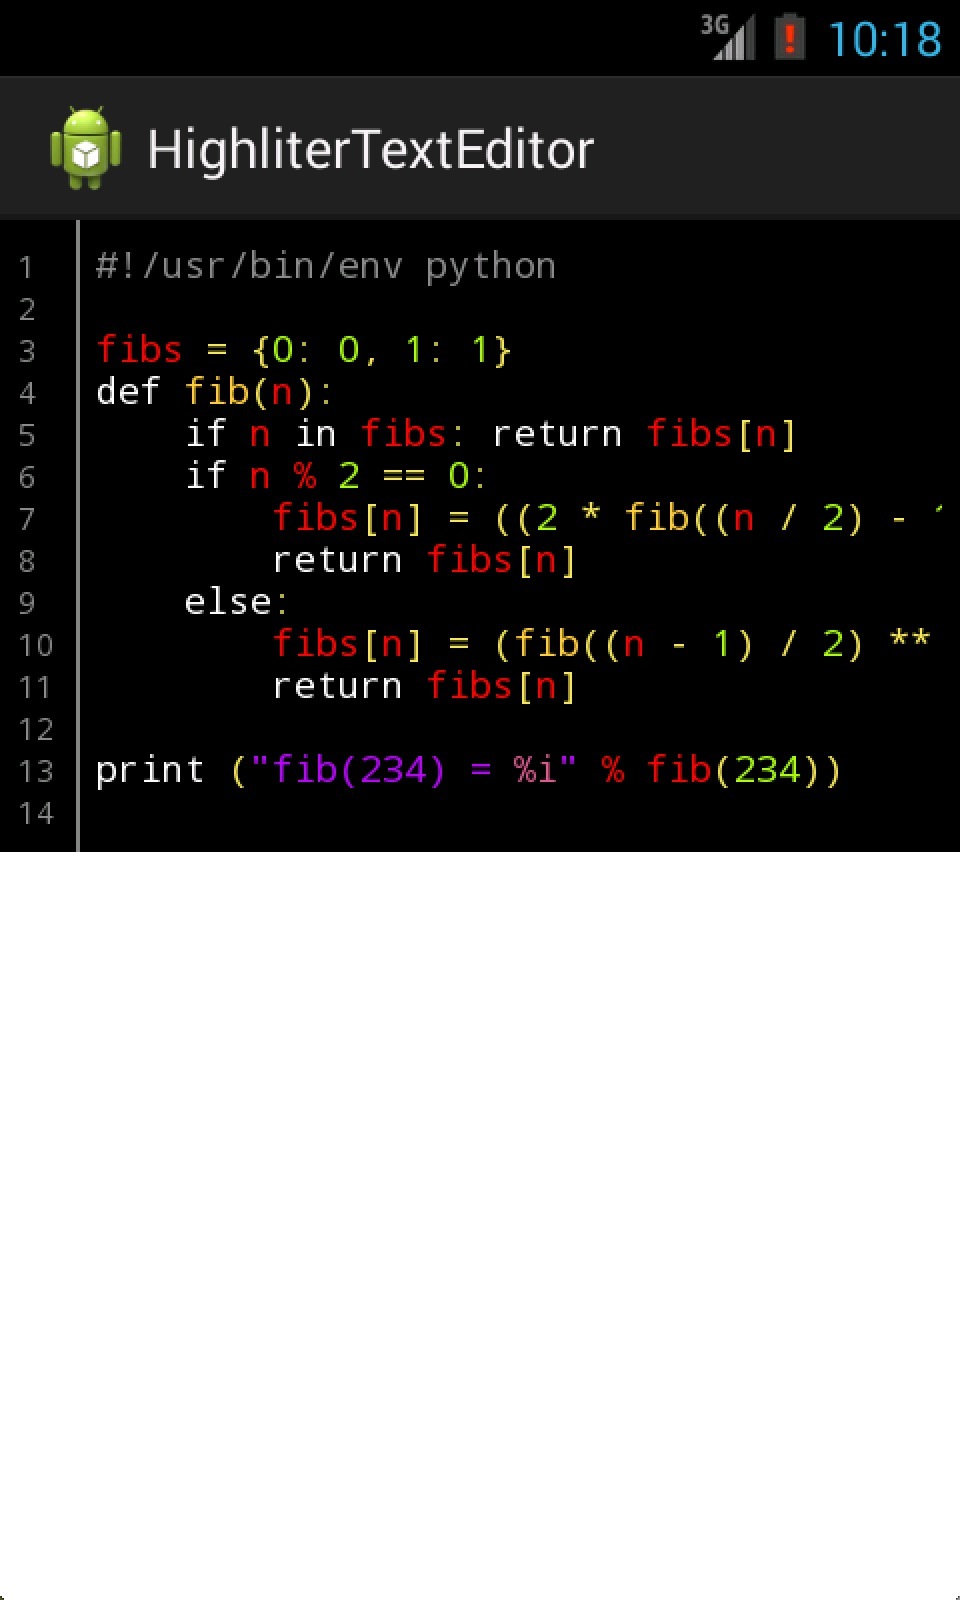 3G 10:18
HighliterTextEditor
1 #!/usr/bin/env python
2
3 fibs = {0: 0, 1: 1}
4 def fib(n):
5     if n in fibs: return fibs[n]
6     if n % 2 == 0:
7         fibs[n] = ((2 * fib((n / 2) -
8         return fibs[n]
9     else:
10         fibs[n] = (fib((n - 1) / 2) **
11         return fibs[n]
12
13 print ("fib(234) = %i" % fib(234))
14